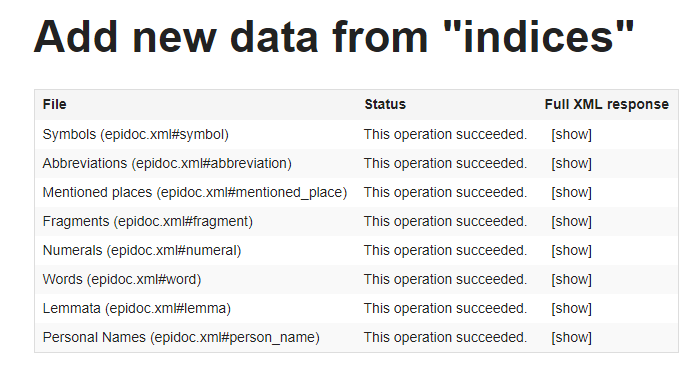 Add new data from "indices"
File Status Full XML response
Symbols (epidoc.xml#symbol) This operation succeeded. [show]
Abbreviations (epidoc.xml#abbreviation) This operation succeeded. [show]
Mentioned places (epidoc.xml#mentioned_place) This operation succeeded. [show]
Fragments (epidoc.xml#fragment) This operation succeeded. [show]
Numerals (epidoc.xml#numeral) This operation succeeded. [show]
Words (epidoc.xml#word) This operation succeeded. [show]
Lemmata (epidoc.xml#lemma) This operation succeeded. [show]
Personal Names (epidoc.xml#person_name) This operation succeeded. [show]